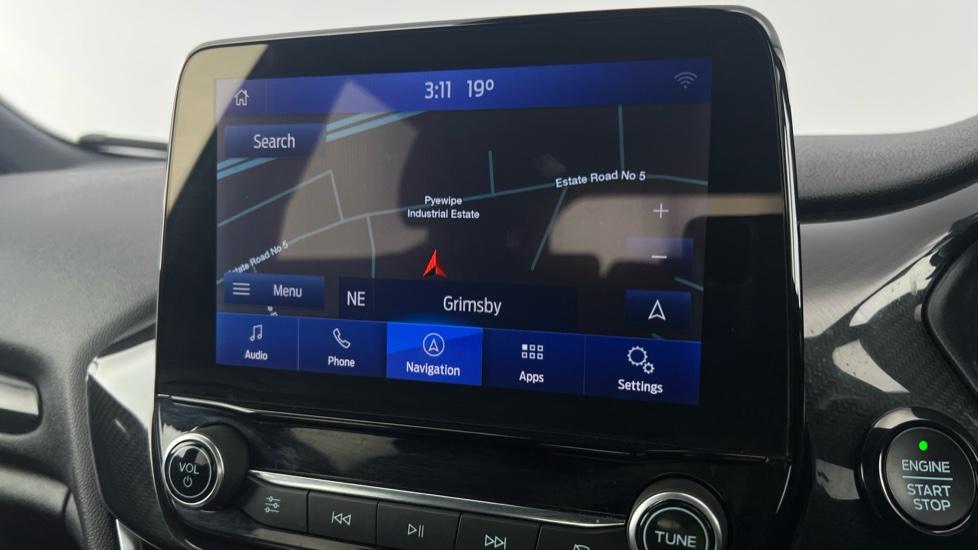 3:11 19°
Search
Estate Road No 5
Pyewipe
Industrial Estate
state Road No 5
Menu
NE
Grimsby
Audio
Phone
Navigation
Apps
Settings
VOL
TUNE
ENGINE
START
STOP